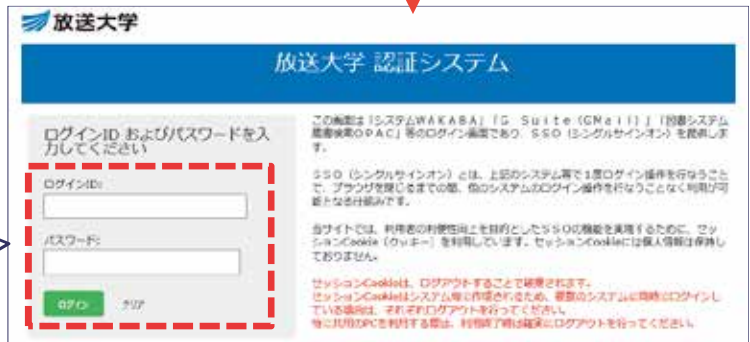 放送大学
放送大学 認証システム
ログインID およびパスワードを入
力してください
ログインID:
パスワード:
ログイン
クリア
この画面は「システムWAKABA」「G Suite (GMail)」「図書システム
蔵書検索OPAC」等のログイン画面であり、SSO (シングルサインオン) を提供しま
す。
SSO (シングルサインオン) とは、上記のシステム等で1度ログイン操作を行なうこと
で、ブラウザを閉じるまでの間、他のシステムのログイン操作を行なうことなく利用が可
能となる仕組みです。
当サイトでは、利用者の利便性向上を目的としたSSOの機能を実現するために、セッ
ションCookie (クッキー) を利用しています。セッションCookieには個人情報は保持し
ておりません。
セッションCookieは、ログアウトすることで破棄されます。
セッションCookieはシステム毎に作成されるため、複数のシステムに同時にログインし
ている場合は、それぞれログアウトを行ってください。
特に共用のPCを利用する際は、利用終了時は確実にログアウトを行ってください。